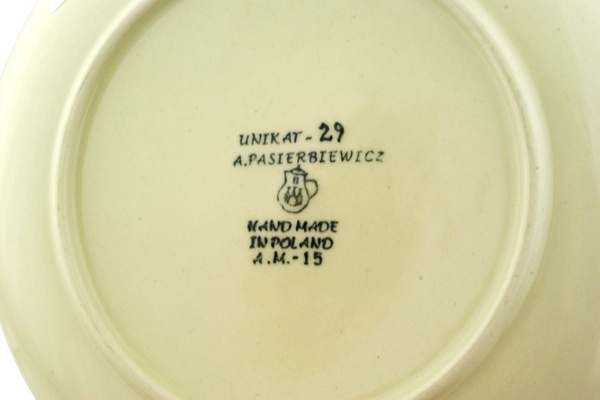 UNIKAT - 29
A.PASIERBIEWICZ
HAND MADE
IN POLAND
A.M.-15